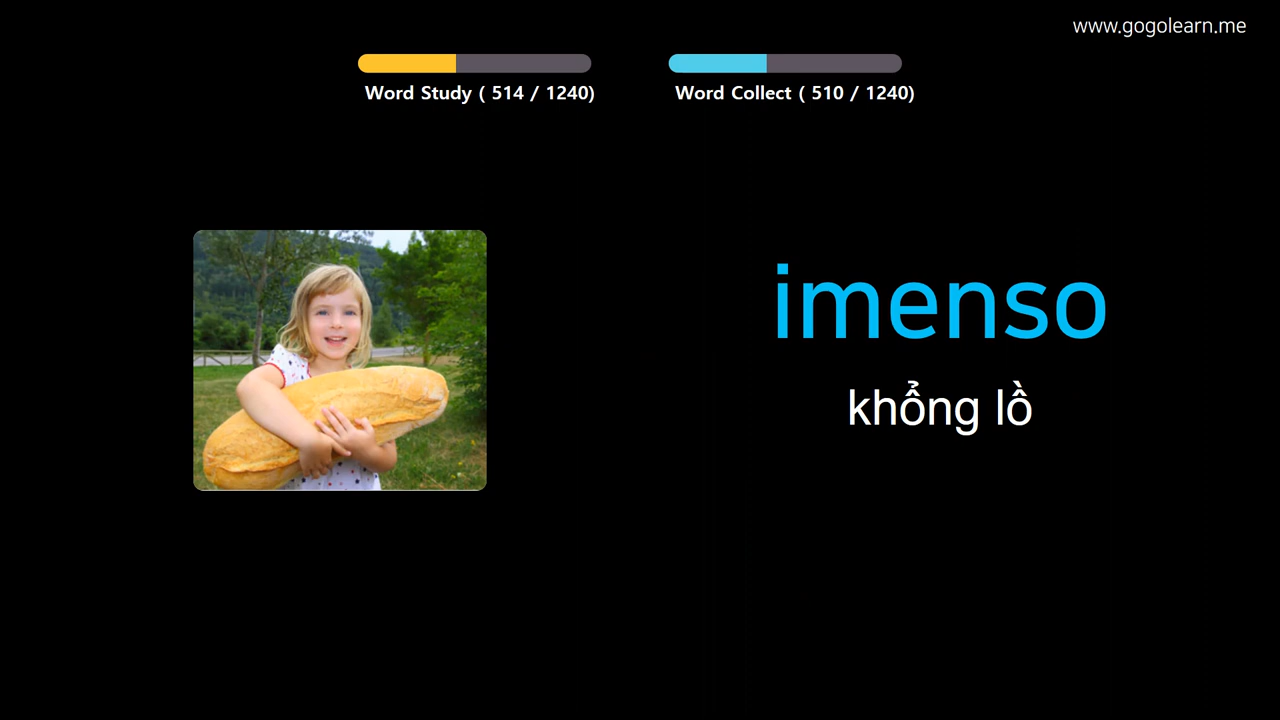 www.gogolearn.me
Word Study ( 514 / 1240)
Word Collect ( 510 / 1240)
imenso
khổng lồ